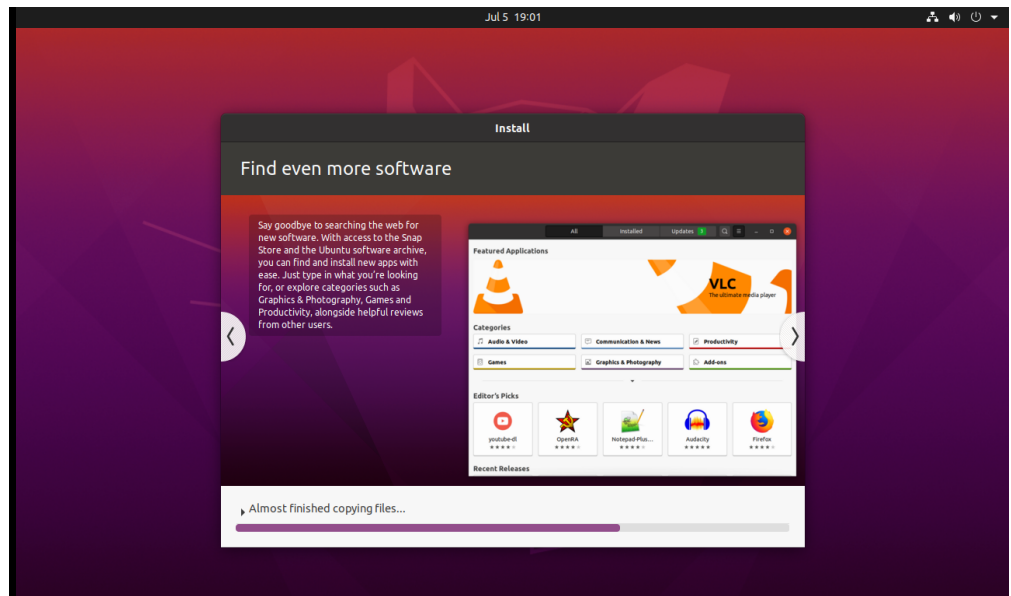 Jul 5 19:01
Install
Find even more software
Say goodbye to searching the web for
new software. With access to the Snap
Store and the Ubuntu software archive,
you can find and install new apps with
ease. Just type in what you're looking
for, or explore categories such as
Graphics & Photography, Games and
Productivity, alongside helpful reviews
from other users.
All Installed Updates 3
Featured Applications
VLC
The ultimate media player
Categories
Audio & Video Communication & News Productivity
Games Graphics & Photography Add-ons
Editor's Picks
youtube-dl OpenRA Notepad-Plus... Audacity Firefox
Recent Releases
Almost finished copying files...